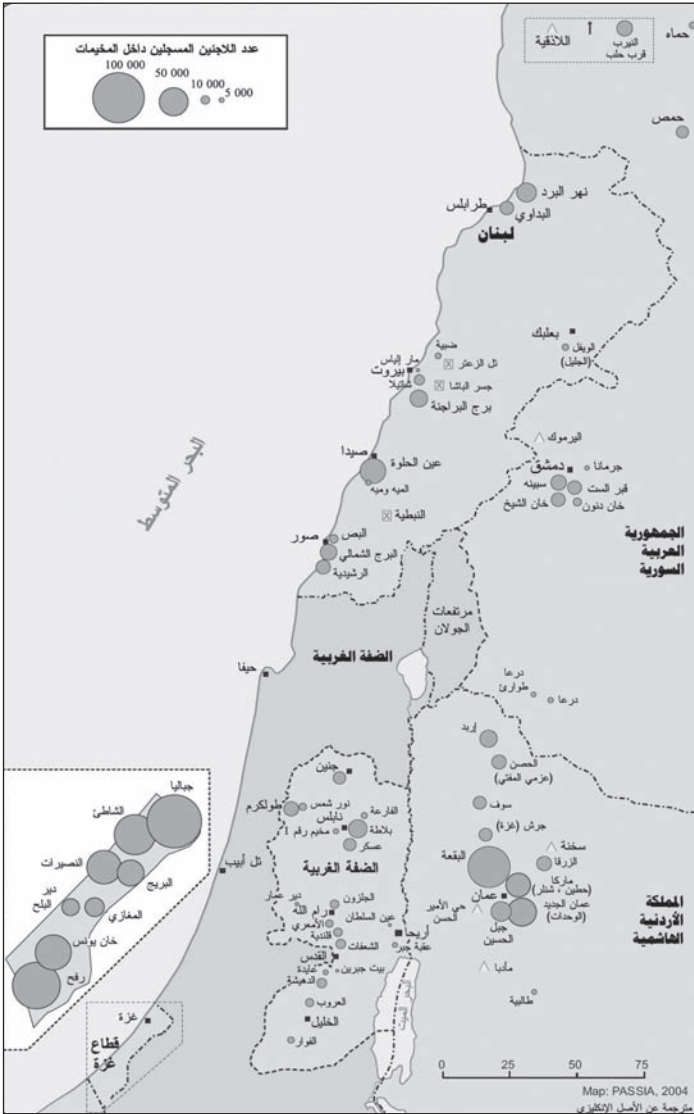 عدد اللاجئين المسجلين داخل المخيمات
100 000
50 000
10 000
5 000
اللاذقية
النيرب
قرب حلب
حماه
حمص
نهر البرد
البداوي
طرابلس
لبنان
بعلبك
الويفل
(الجليل)
ضبية
مار إلياس
تل الزعتر
بيروت
شاتيلا
جسر الباشا
برج البراجنة
اليرموك
صيدا
عين الحلوة
الميه وميه
النبطية
دمشق
جرمانا
سبينه
قبر الست
خان الشيخ
خان دنون
البحر المتوسط
الجمهورية
العربية
السورية
صور
البص
البرج الشمالي
الرشيدية
مرتفعات
الجولان
الضفة الغربية
حيفا
درعا
طوارئ
درعا
إربد
الحصن
(عزمي المفتي)
سوف
جرش (غزة)
سخنة
البقعة
الزرقا
ماركا
(حطين، شنلر)
عمان
عمان الجديد
(الوحدات)
جبل
الحسين
حي الأمير
الحسن
مأدبا
طالبية
المملكة
الأردنية
الهاشمية
جنين
طولكرم
نور شمس
الفارعة
نابلس
مخيم رقم 1
بلاطة
عسكر
الضفة الغربية
تل أبيب
دير عمار
الجلزون
رام الله
الأمعري
عين السلطان
قلندية
أريحا
الشعفات
عقبة جبر
القدس
عايدة
بيت جبرين
الدهيشة
العروب
الخليل
الفوار
البحر الميت
جباليا
الشاطئ
النصيرات
البريج
دير
البلح
المغازي
خان يونس
رفح
غزة
قطاع
غزة
0
25
50
75
Map: PASSIA, 2004
مترجمة عن الأصل الإنكليزي